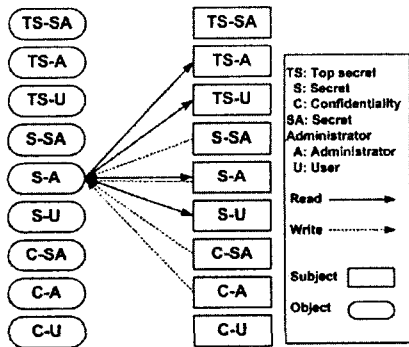 TS-SA
TS-A
TS-U
S-SA
S-A
S-U
C-SA
C-A
C-U
TS-SA
TS-A
TS-U
S-SA
S-A
S-U
C-SA
C-A
C-U
TS: Top secret
S: Secret
C: Confidentiality
SA: Secret
Administrator
A: Administrator
U: User
Read
Write
Subject
Object